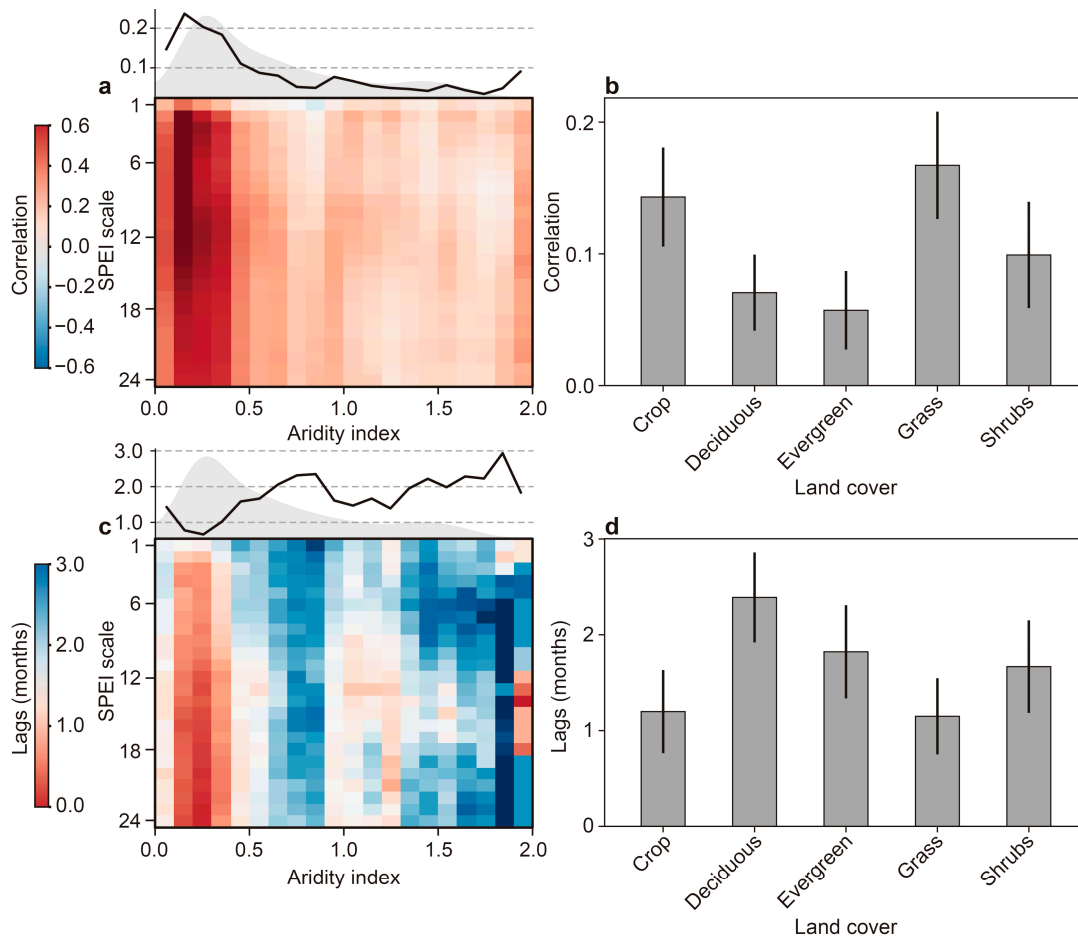 0.2
0.1
a
1
6
12
18
24
SPEI scale
0.0
0.5
1.0
1.5
2.0
Aridity index
0.6
0.4
0.2
0.0
−0.2
−0.4
−0.6
Correlation
b
0.2
0.1
0.0
Correlation
Crop
Deciduous
Evergreen
Grass
Shrubs
Land cover
3.0
2.0
1.0
c
1
6
12
18
24
SPEI scale
0.0
0.5
1.0
1.5
2.0
Aridity index
3.0
2.0
1.0
0.0
Lags (months)
d
3
2
1
0
Lags (months)
Crop
Deciduous
Evergreen
Grass
Shrubs
Land cover